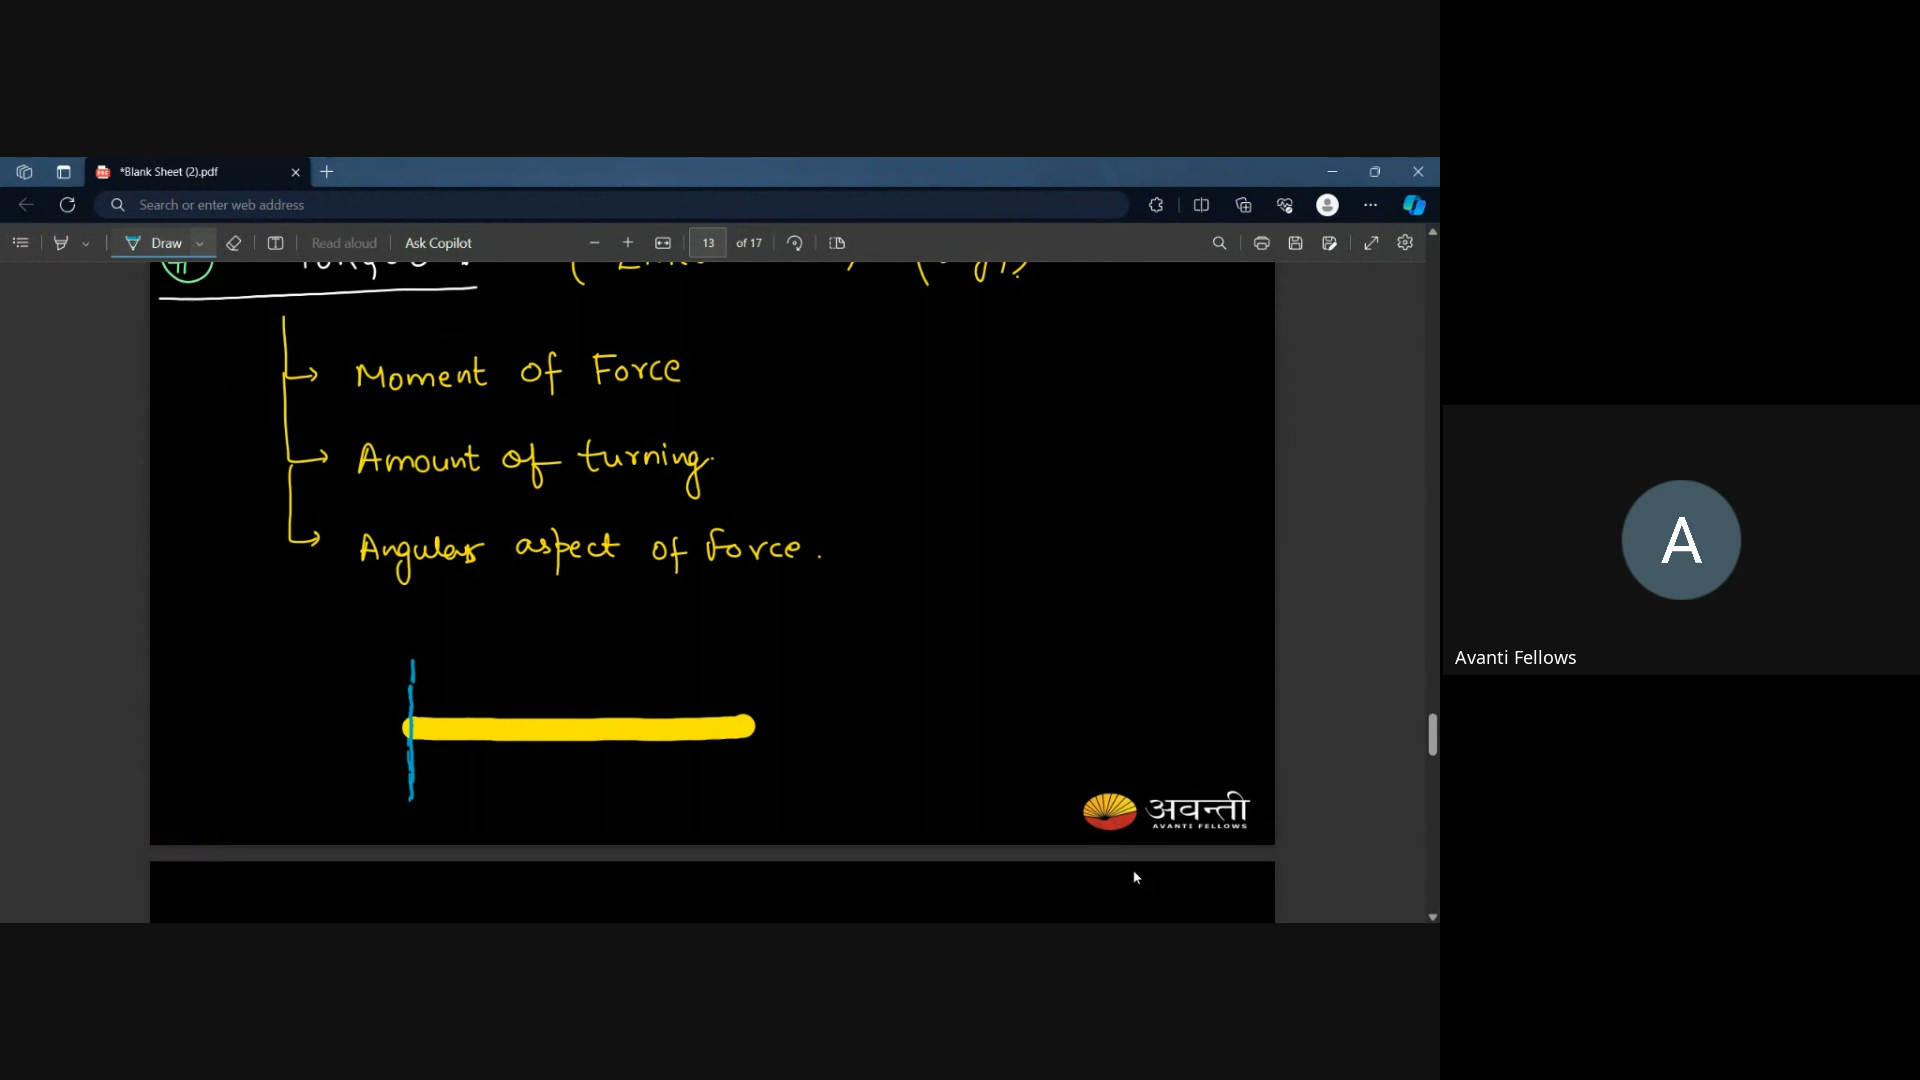 *Blank Sheet (2).pdf
Search or enter web address
Draw
Read aloud
Ask Copilot
13 of 17
Moment of Force
Amount of turning.
Angular aspect of Force.
अवन्ती
AVANTI FELLOWS
A
Avanti Fellows